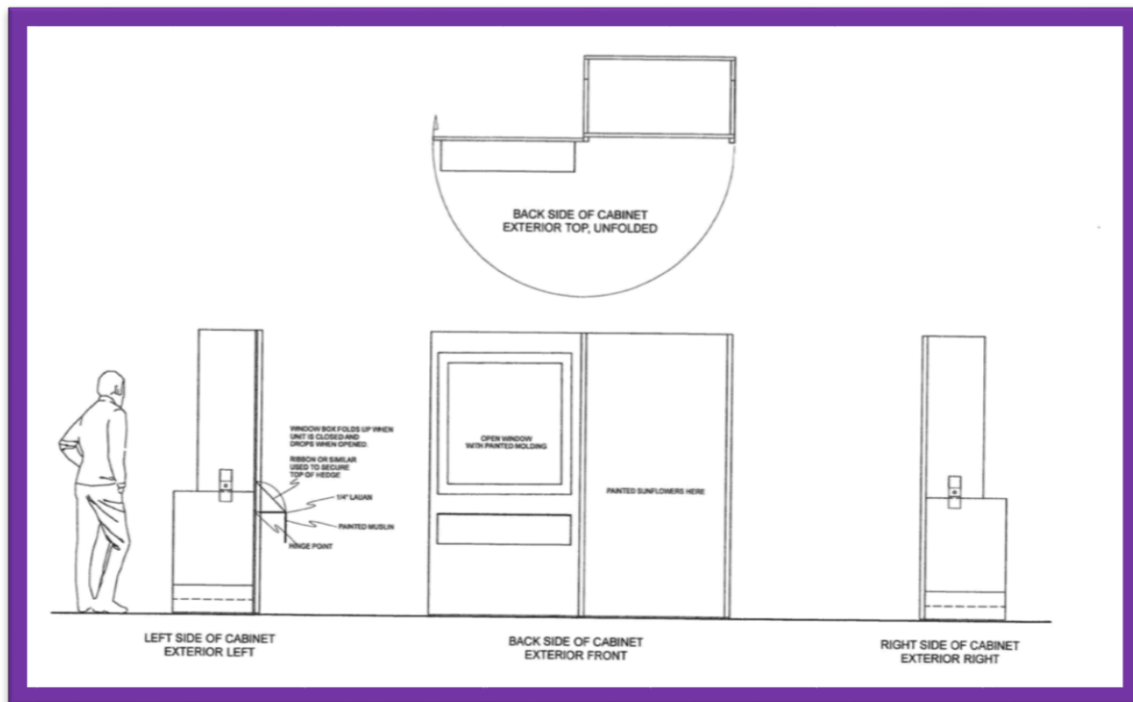 BACK SIDE OF CABINET
EXTERIOR TOP, UNFOLDED
WINDOW BOX FOLDS UP WHEN
UNIT IS CLOSED AND
DROPS WHEN OPENED.
RIBBON OR SIMILAR
USED TO SECURE
TOP OF HEDGE
1/4" LAUAN
PAINTED MUSLIN
HINGE POINT
OPEN WINDOW
WITH PAINTED MOLDING
PAINTED SUNFLOWERS HERE
LEFT SIDE OF CABINET
EXTERIOR LEFT
BACK SIDE OF CABINET
EXTERIOR FRONT
RIGHT SIDE OF CABINET
EXTERIOR RIGHT